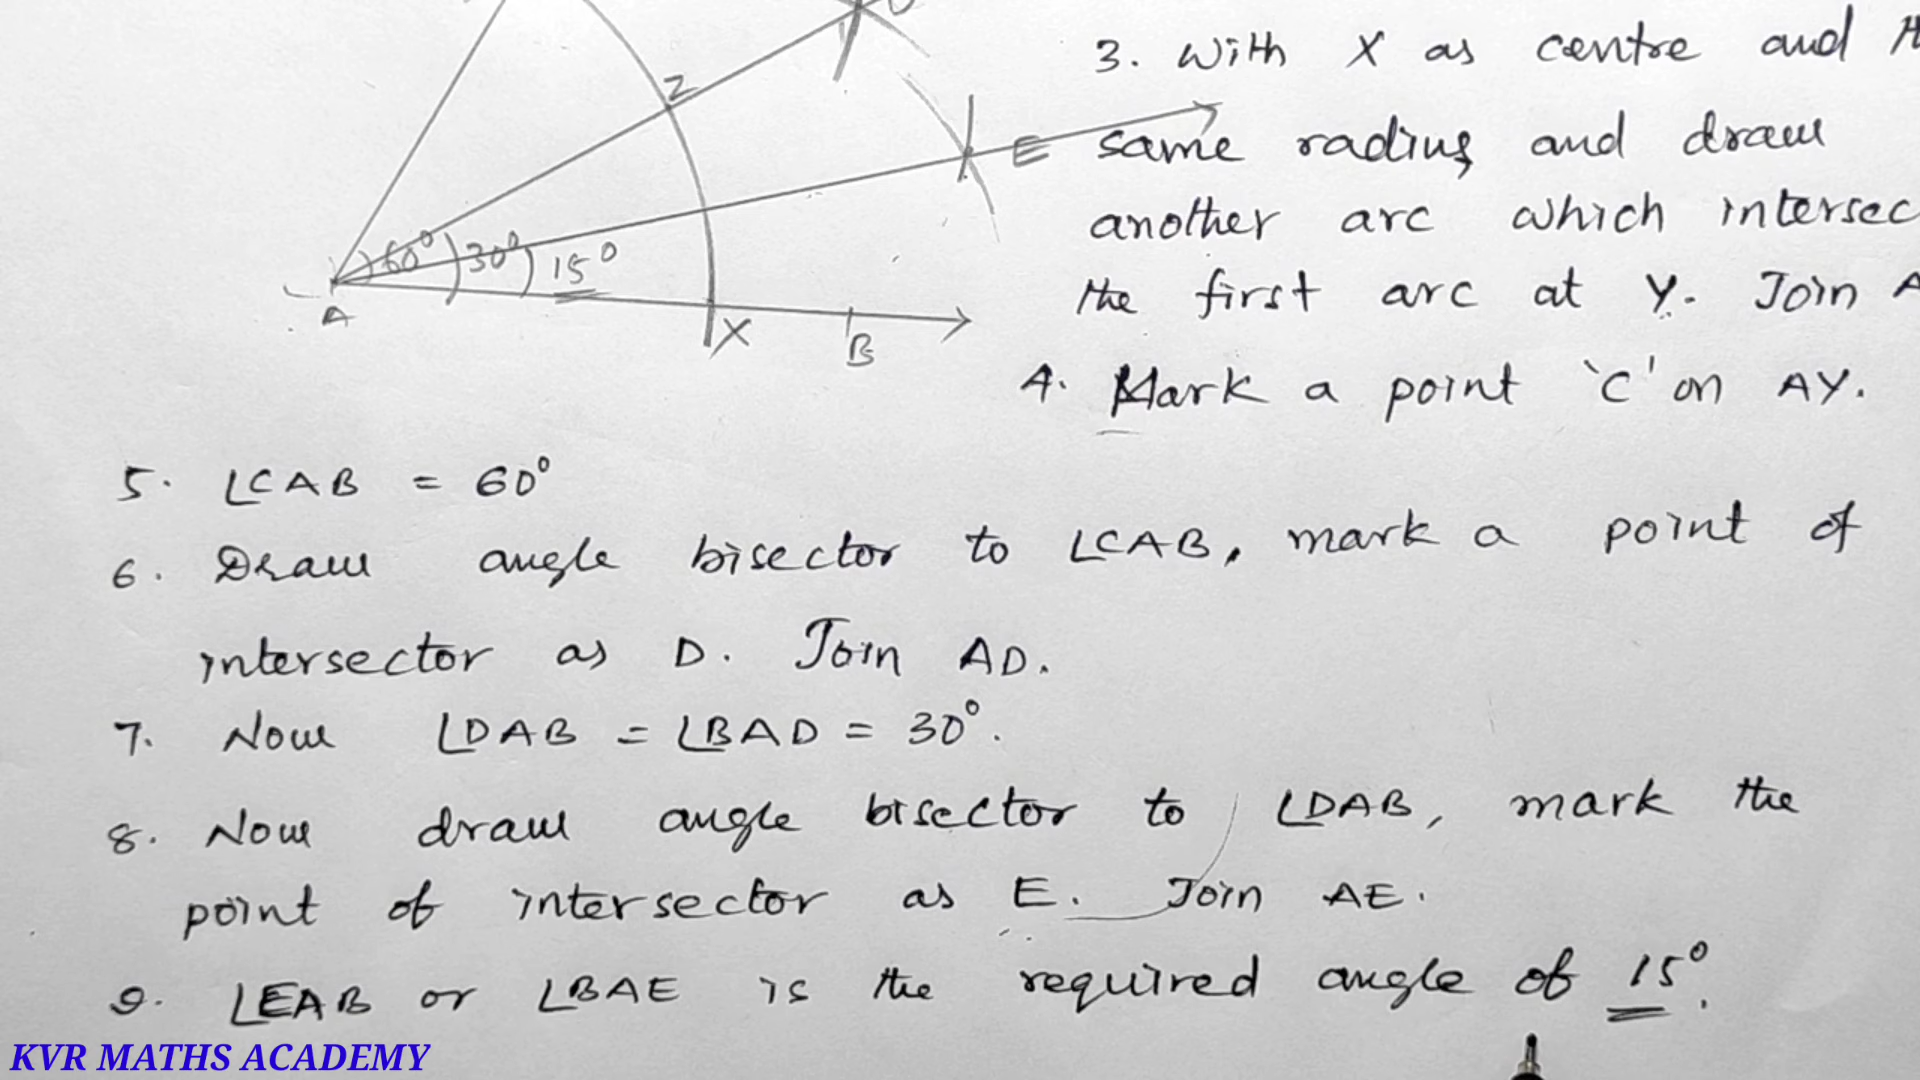 3. With X as centre and
same radius and draw
another arc which intersec
the first arc at Y. Join A
4. Mark a point 'C' on AY.
Z
E
60° 30° 15°
A
X
B
5. ∠CAB = 60°
6. Draw angle bisector to ∠CAB, mark a point of
intersector as D. Join AD.
7. Now ∠DAB = ∠BAD = 30°.
8. Now draw angle bisector to ∠DAB, mark the
point of intersector as E. Join AE.
9. ∠EAB or ∠BAE is the required angle of 15°.
KVR MATHS ACADEMY